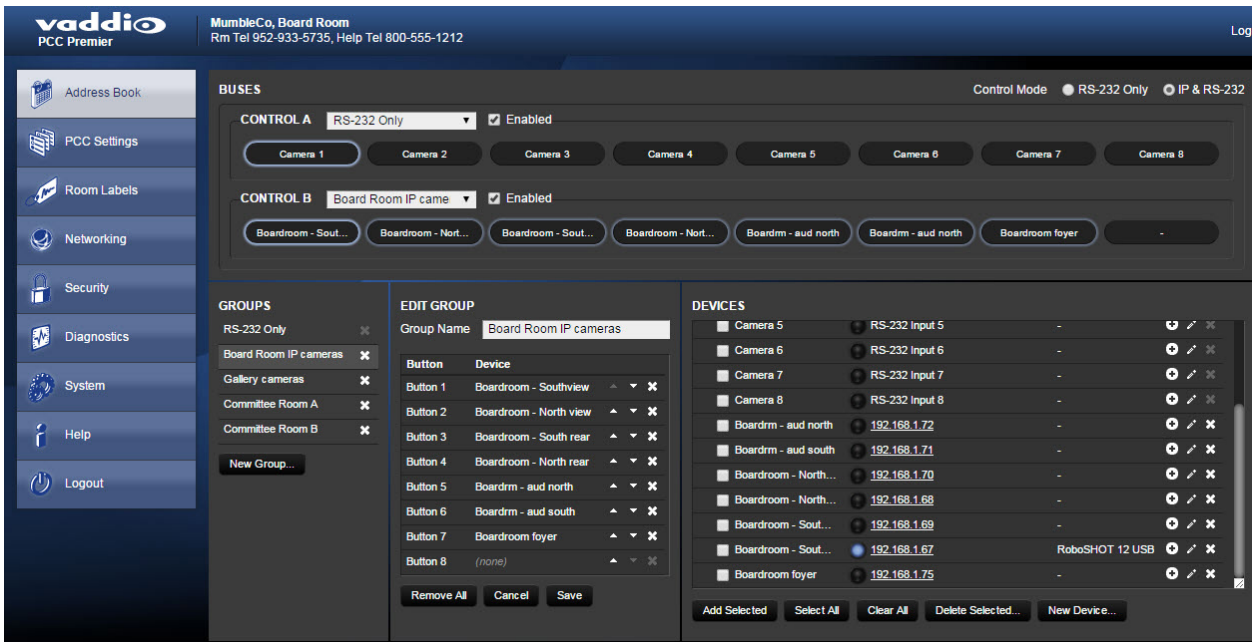 vaddio
PCC Premier
MumbleCo, Board Room
Rm Tel 952-933-5735, Help Tel 800-555-1212
Log
Address Book
PCC Settings
Room Labels
Networking
Security
Diagnostics
System
Help
Logout
BUSES
Control Mode RS-232 Only IP & RS-232
CONTROL A RS-232 Only Enabled
Camera 1 Camera 2 Camera 3 Camera 4 Camera 5 Camera 6 Camera 7 Camera 8
CONTROL B Board Room IP came Enabled
Boardroom - Sout... Boardroom - Nort... Boardroom - Sout... Boardroom - Nort... Boardrm - aud north Boardrm - aud north Boardroom foyer -
GROUPS
RS-232 Only
Board Room IP cameras
Gallery cameras
Committee Room A
Committee Room B
New Group...
EDIT GROUP
Group Name Board Room IP cameras
Button Device
Button 1 Boardroom - Southview
Button 2 Boardroom - North view
Button 3 Boardroom - South rear
Button 4 Boardroom - North rear
Button 5 Boardrm - aud north
Button 6 Boardrm - aud south
Button 7 Boardroom foyer
Button 8 (none)
Remove All Cancel Save
DEVICES
Camera 5 RS-232 Input 5 -
Camera 6 RS-232 Input 6 -
Camera 7 RS-232 Input 7 -
Camera 8 RS-232 Input 8 -
Boardrm - aud north 192.168.1.72 -
Boardrm - aud south 192.168.1.71 -
Boardroom - North... 192.168.1.70 -
Boardroom - North... 192.168.1.68 -
Boardroom - Sout... 192.168.1.69 -
Boardroom - Sout... 192.168.1.67 RoboSHOT 12 USB
Boardroom foyer 192.168.1.75 -
Add Selected Select All Clear All Delete Selected... New Device...